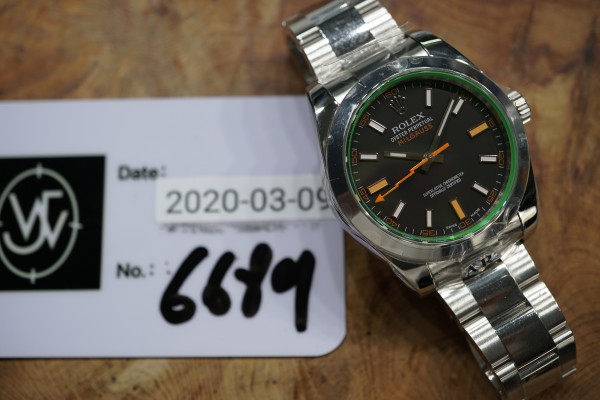 Date:
2020-03-09
No.:
6689
ROLEX
OYSTER PERPETUAL
MILGAUSS